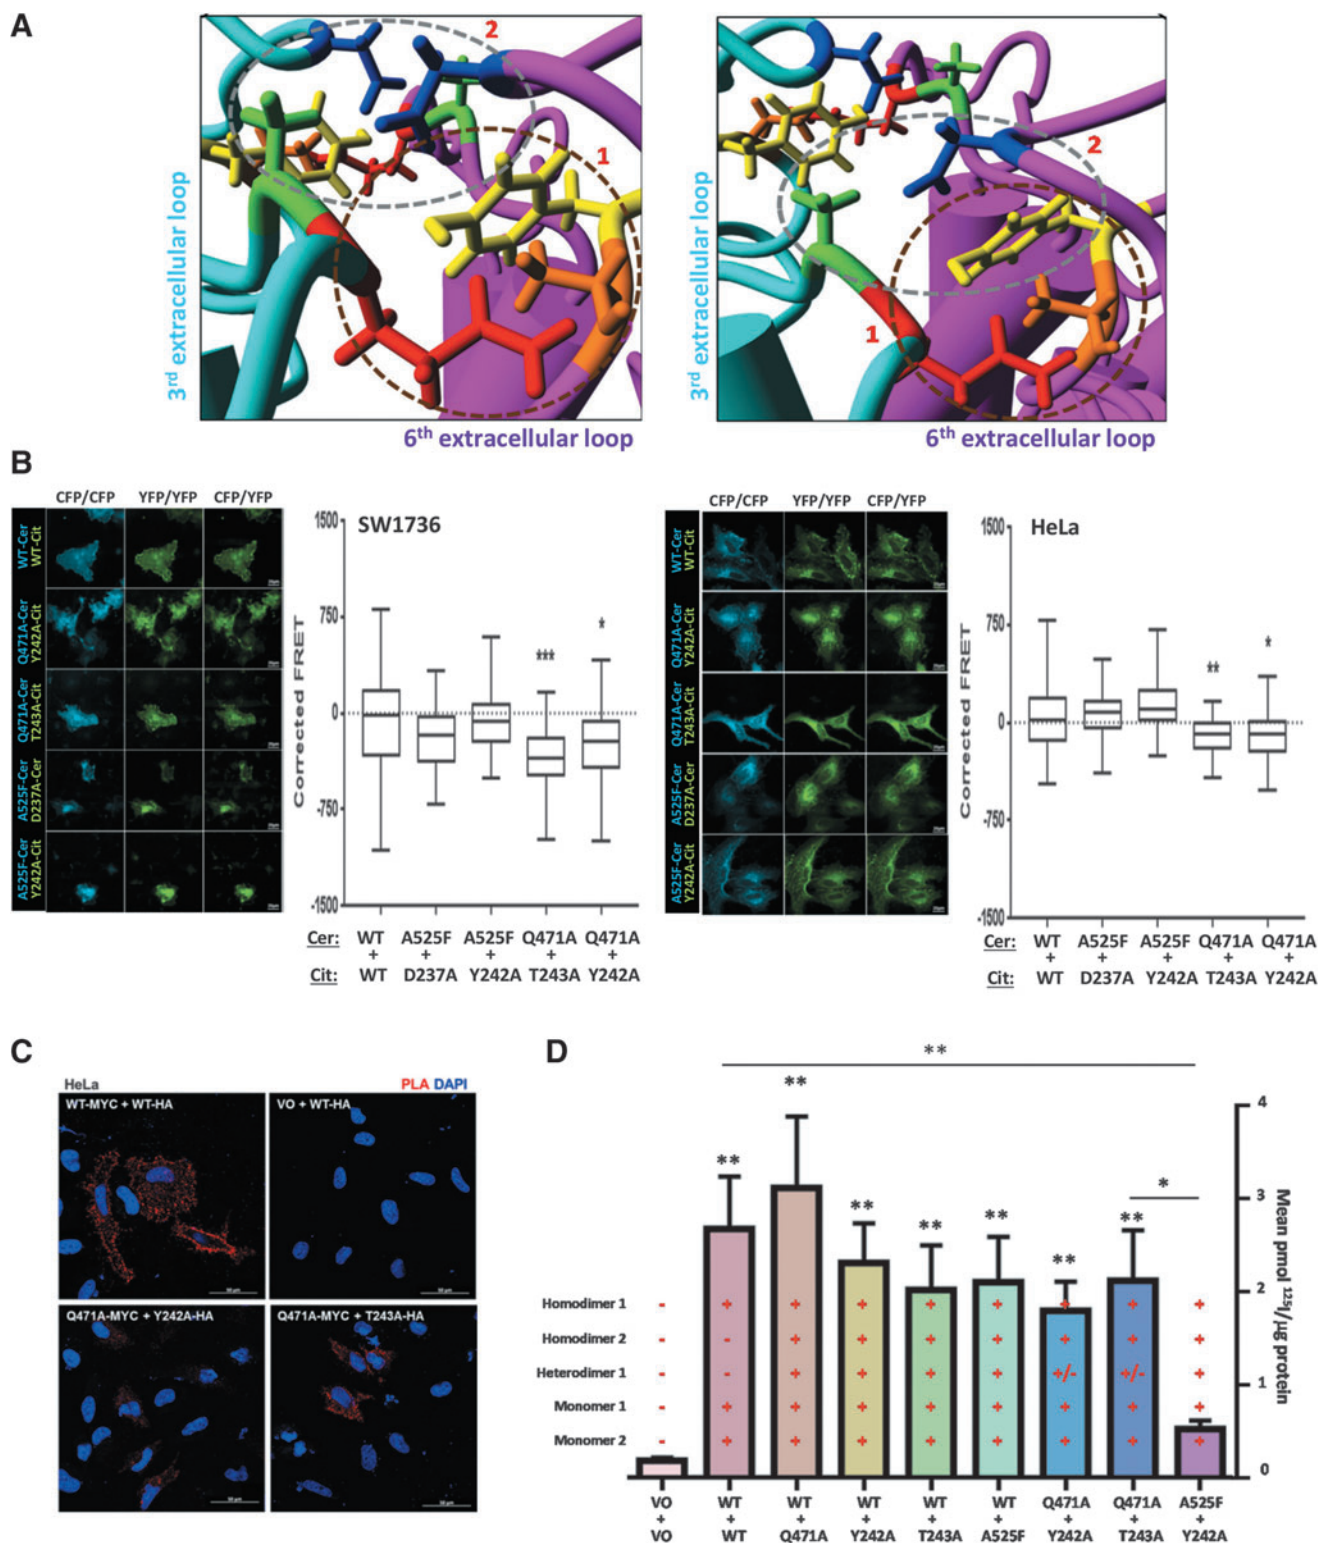 A
2
1
3rd extracellular loop
6th extracellular loop
2
1
3rd extracellular loop
6th extracellular loop
B
CFP/CFP YFP/YFP CFP/YFP
WT-Cer
WT-Cit
Q471A-Cer
Y242A-Cit
Q471A-Cer
T243A-Cit
A525F-Cer
D237A-Cer
A525F-Cer
Y242A-Cit
SW1736
Corrected FRET
1500
750
0
-750
-1500
***
*
Cer: WT A525F A525F Q471A Q471A
+ + + + +
Cit: WT D237A Y242A T243A Y242A
CFP/CFP YFP/YFP CFP/YFP
WT-Cer
WT-Cit
Q471A-Cer
Y242A-Cit
Q471A-Cer
T243A-Cit
A525F-Cer
D237A-Cer
A525F-Cer
Y242A-Cit
HeLa
Corrected FRET
1500
750
0
-750
-1500
**
*
Cer: WT A525F A525F Q471A Q471A
+ + + + +
Cit: WT D237A Y242A T243A Y242A
C
HeLa PLA DAPI
WT-MYC + WT-HA
VO + WT-HA
50 µm
50 µm
Q471A-MYC + Y242A-HA
Q471A-MYC + T243A-HA
50 µm
50 µm
D
**
** ** ** ** ** ** **
*
4
3
2
1
0
Mean pmol 125I/µg protein
Homodimer 1 - + + + + + + + +
Homodimer 2 - - + + + + + + +
Heterodimer 1 - - + + + + +/- +/- +
Monomer 1 - + + + + + + + +
Monomer 2 - + + + + + + + +
VO WT WT WT WT WT Q471A Q471A A525F
+ + + + + + + + +
VO WT Q471A Y242A T243A A525F Y242A T243A Y242A